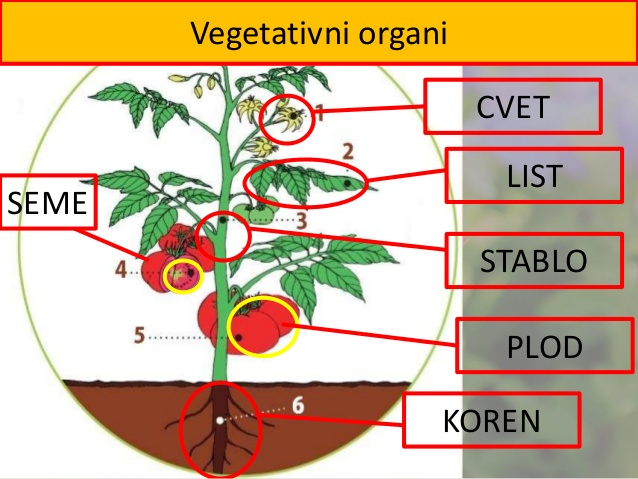 Vegetativni organi
1
CVET
2
LIST
SEME
3
STABLO
4
5
PLOD
6
KOREN